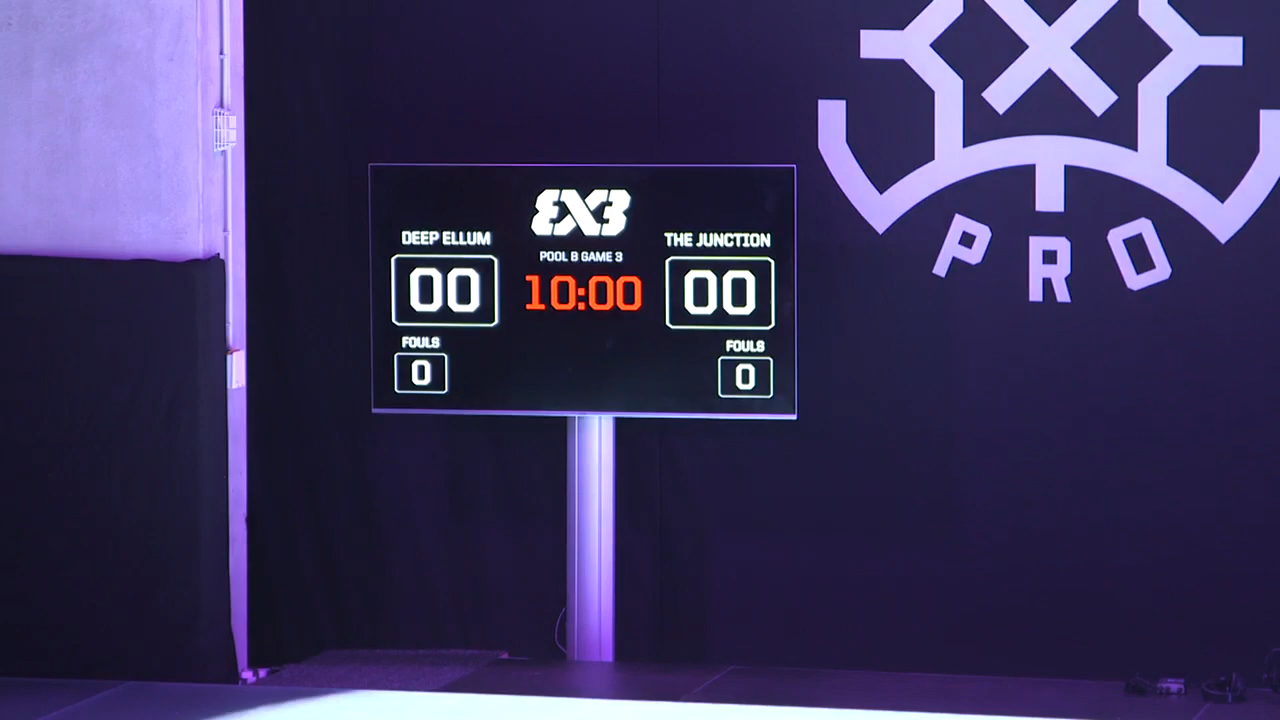 3X3
DEEP ELLUM
THE JUNCTION
POOL B GAME 3
00
10:00
00
FOULS
FOULS
0
0
X
PRO